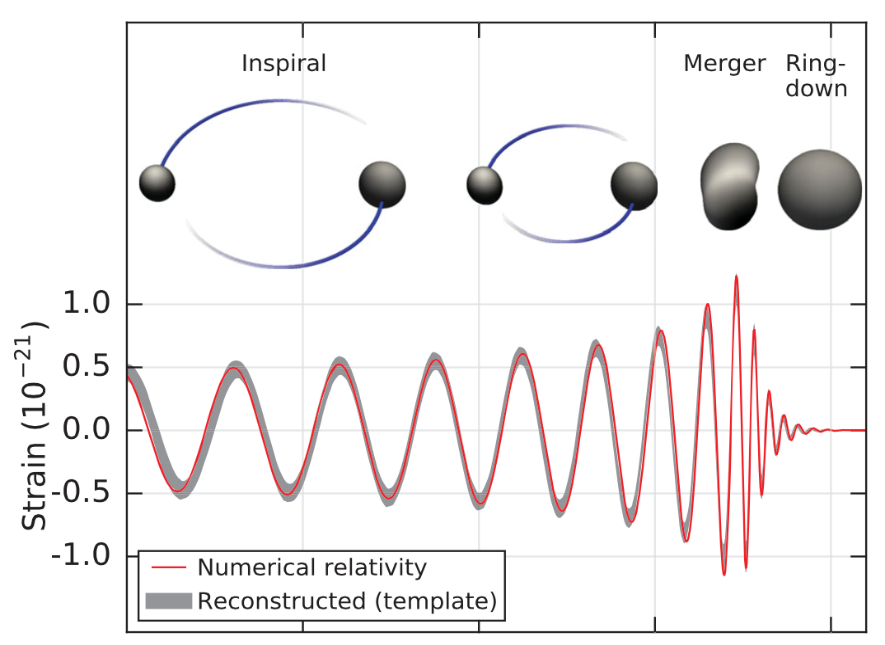 Inspiral
Merger
Ring-
down
Strain (10⁻²¹)
1.0
0.5
0.0
-0.5
-1.0
Numerical relativity
Reconstructed (template)